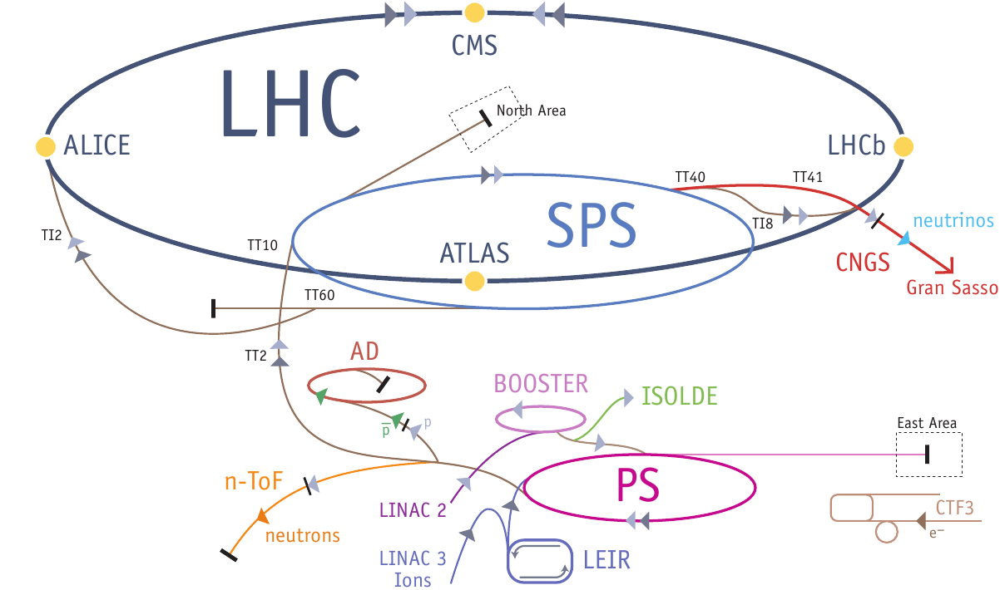 CMS
LHC
North Area
ALICE
LHCb
TT40
TT41
SPS
TI8
neutrinos
TI2
TT10
ATLAS
CNGS
Gran Sasso
TT60
TT2
AD
BOOSTER
ISOLDE
p̅
p
East Area
n-ToF
PS
LINAC 2
CTF3
neutrons
e⁻
LINAC 3
Ions
LEIR